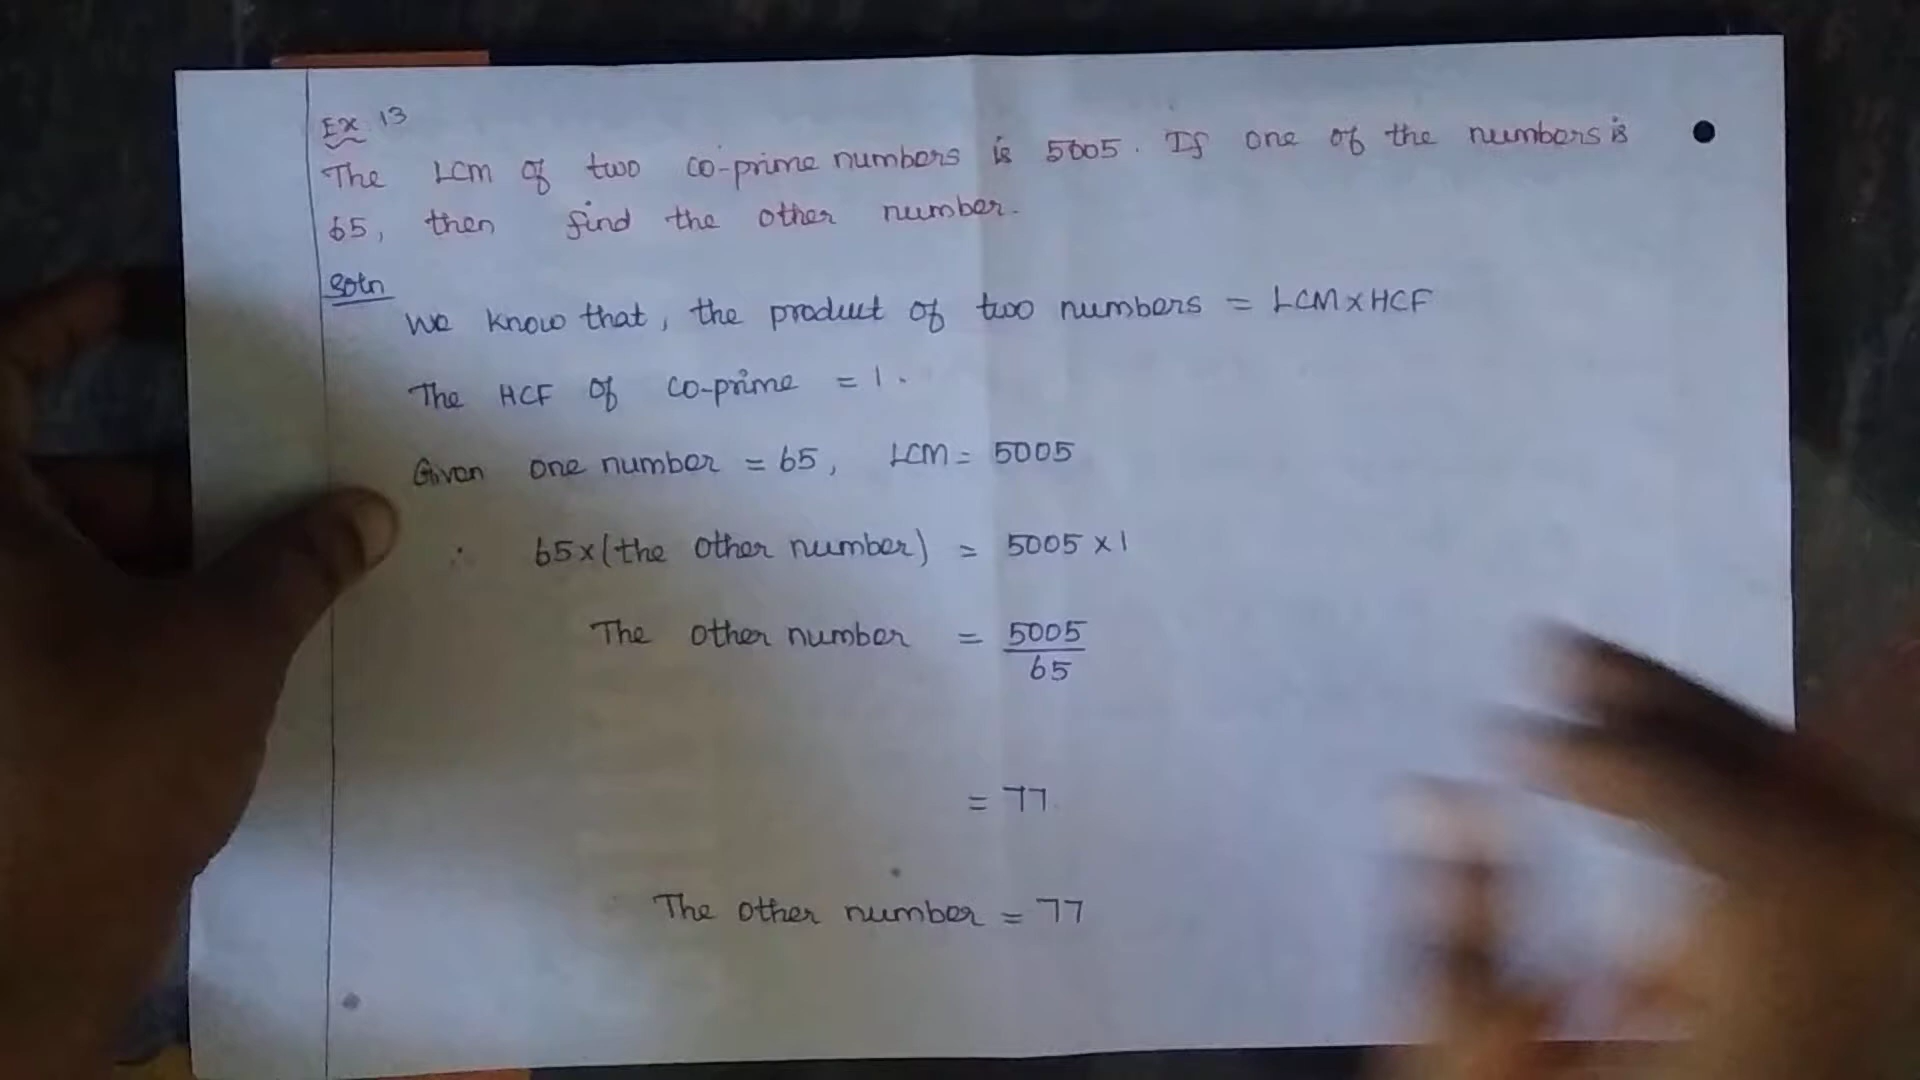 Ex 13
The LCM of two co-prime numbers is 5005. If one of the numbers is
65, then find the other number.
Soln
We know that, the product of two numbers = LCM x HCF
The HCF of co-prime = 1.
Given one number = 65, LCM = 5005
∴ 65x(the other number) = 5005 x 1
The other number = 5005
65
= 77
The other number = 77